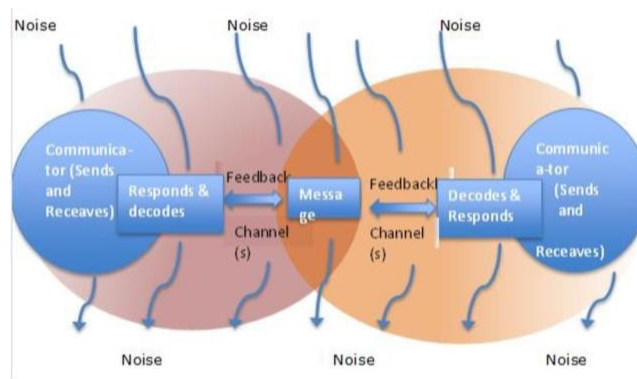 Noise
Noise
Noise
Communica-
tor (Sends
and
Receaves)
Responds &
decodes
Feedback
Channel
(s)
Messa
ge
Feedbackl
Channel
(s)
Decodes &
Responds
Communic
a-tor
(Sends
and
Receaves)
Noise
Noise
Noise